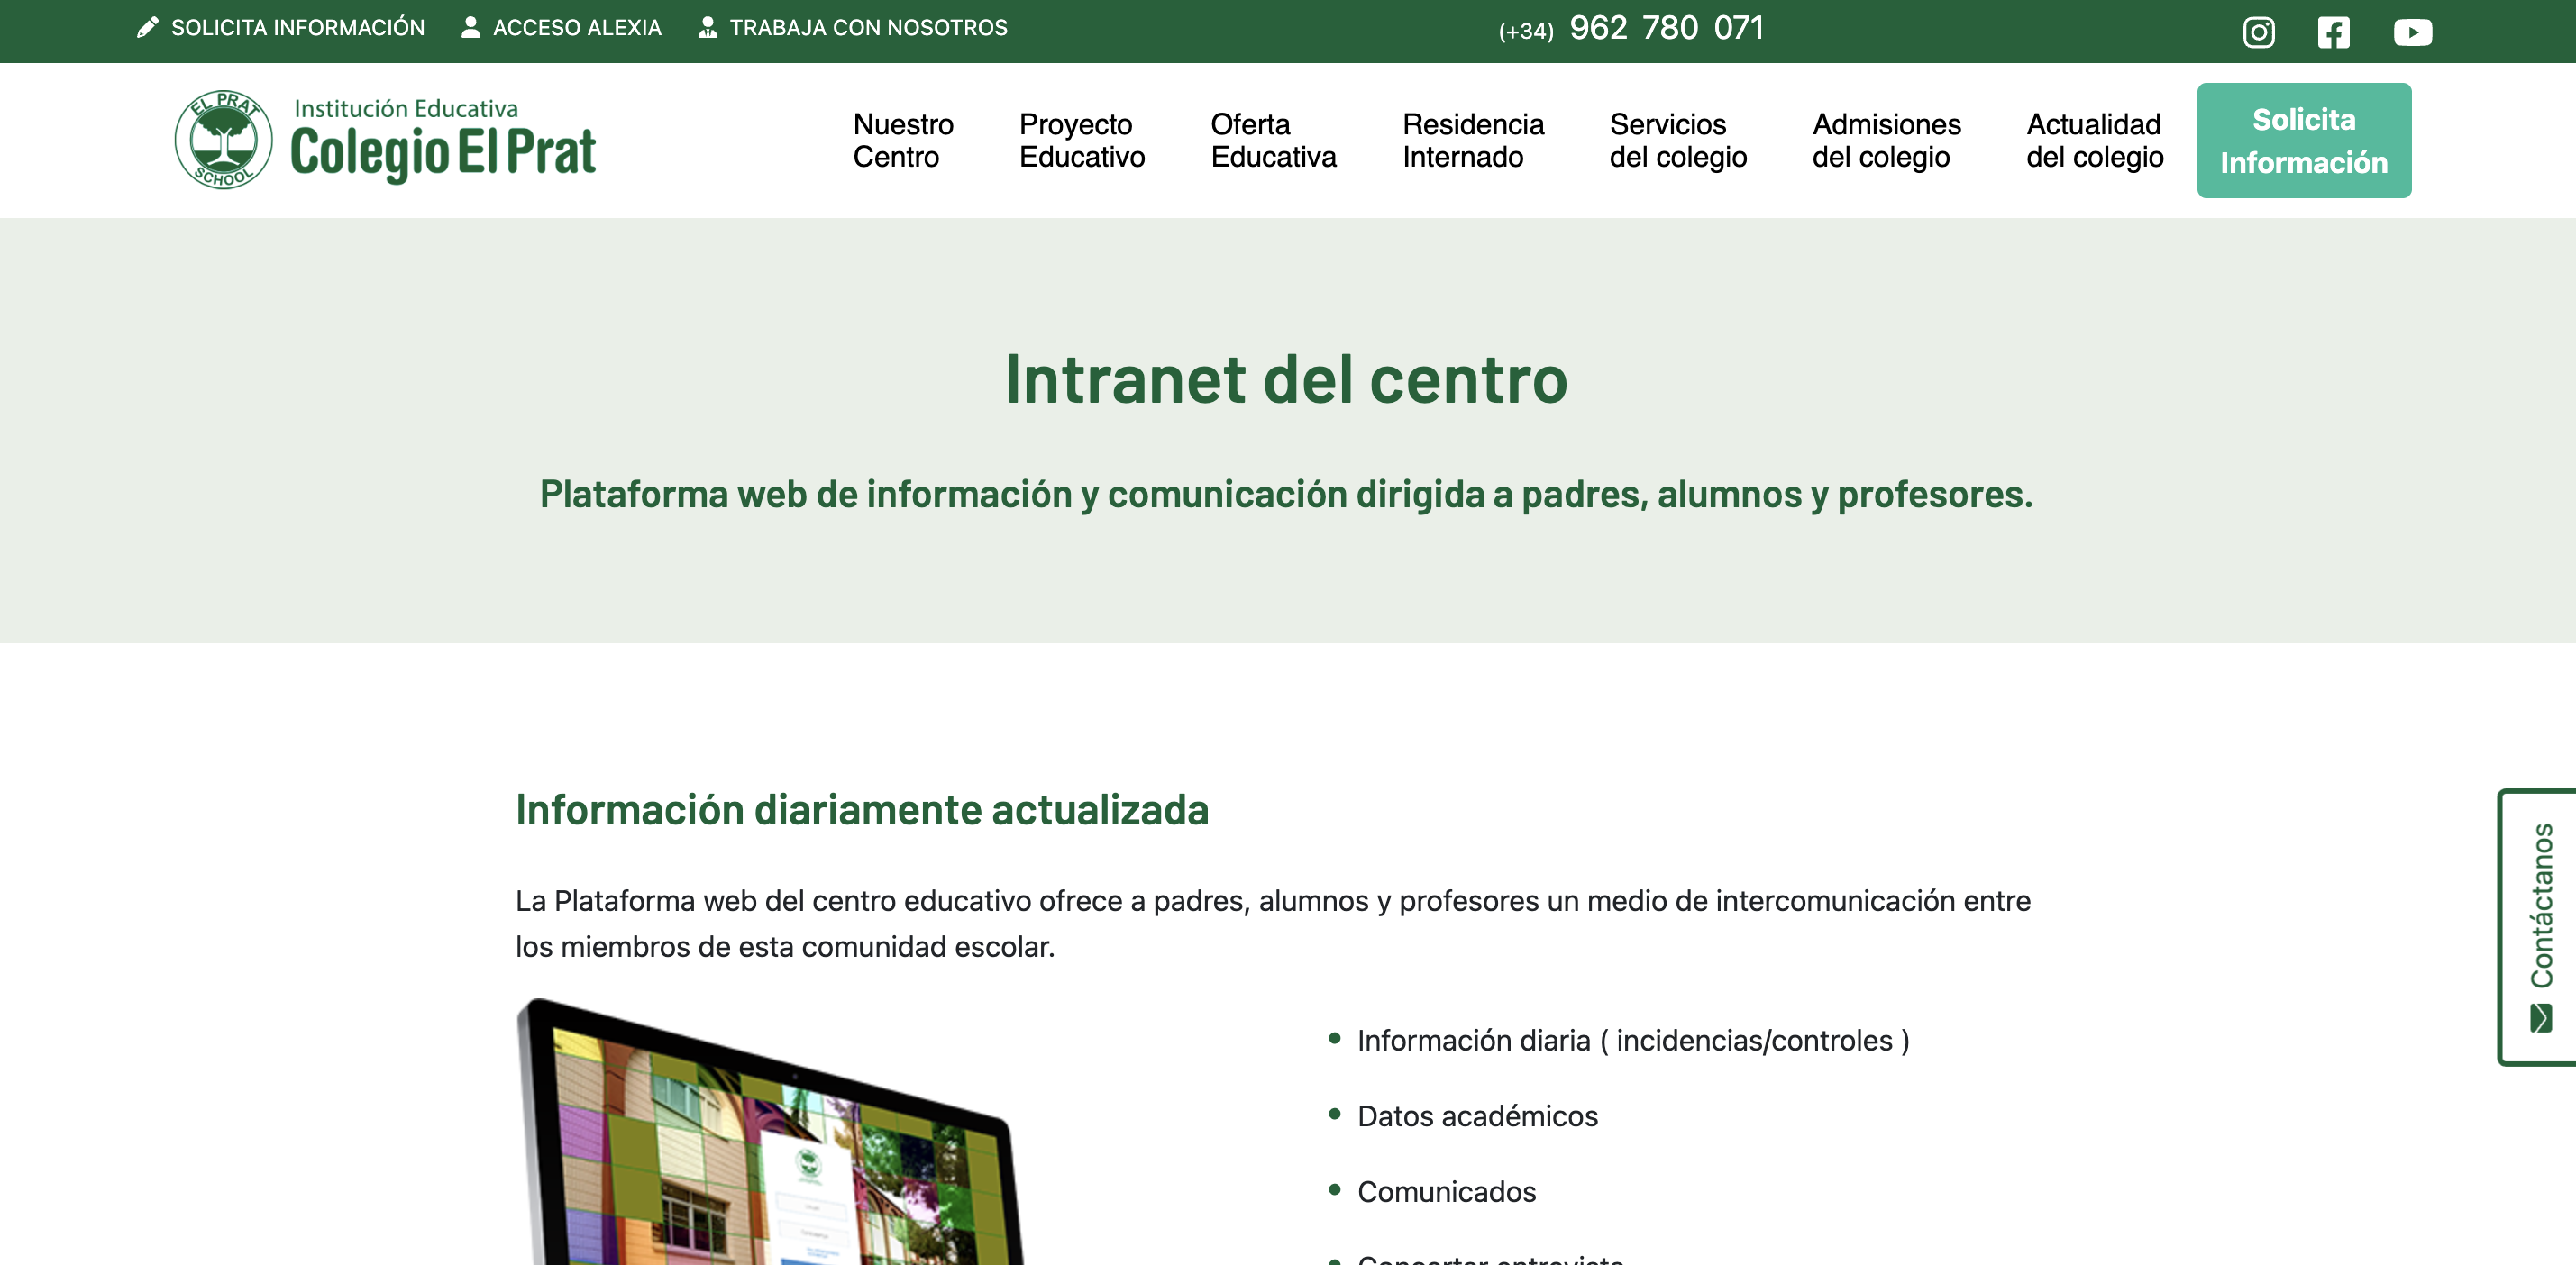 SOLICITA INFORMACIÓN
ACCESO ALEXIA
TRABAJA CON NOSOTROS
(+34) 962 780 071
EL PRAT
SCHOOL
Institución Educativa
Colegio El Prat
Nuestro
Centro
Proyecto
Educativo
Oferta
Educativa
Residencia
Internado
Servicios
del colegio
Admisiones
del colegio
Actualidad
del colegio
Solicita
Información
Intranet del centro
Plataforma web de información y comunicación dirigida a padres, alumnos y profesores.
Información diariamente actualizada
La Plataforma web del centro educativo ofrece a padres, alumnos y profesores un medio de intercomunicación entre
los miembros de esta comunidad escolar.
Información diaria ( incidencias/controles )
Datos académicos
Comunicados
Concertar entrevista
Contáctanos